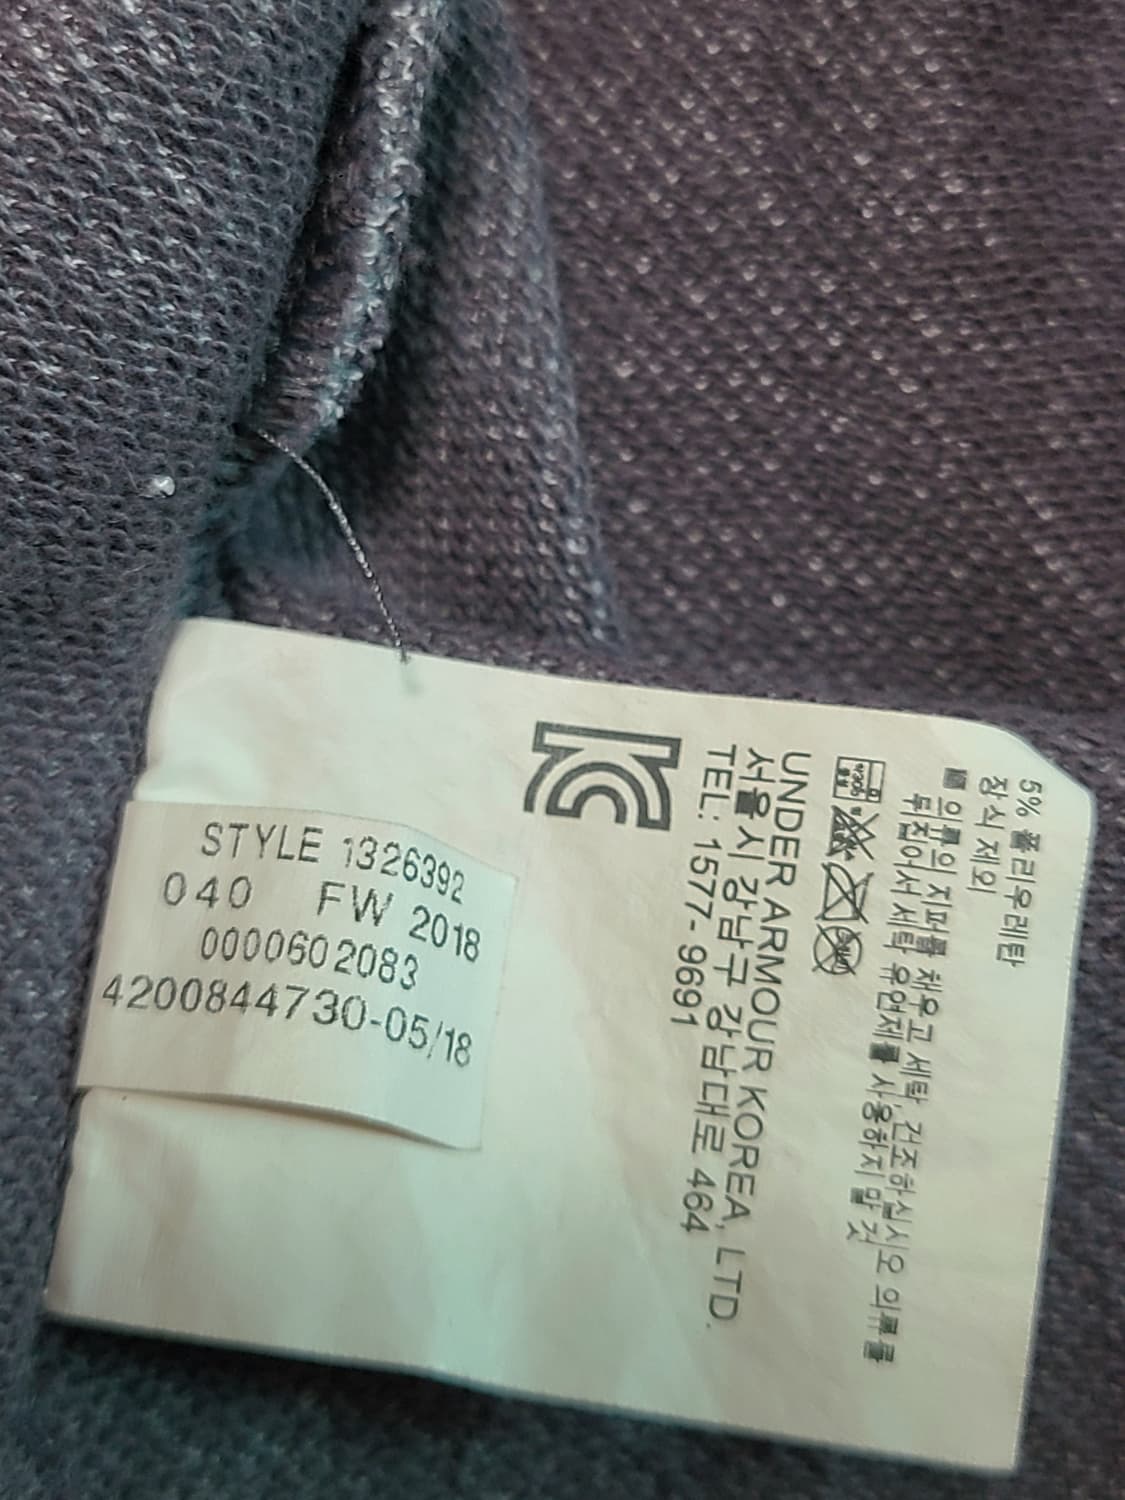 STYLE 1326392
040 FW 2018
0000602083
4200844730-05/18
5% 폴리우레탄
장식 제외
의류의 지퍼를 채우고 세탁, 건조하십시오 의류를
뒤집어서 세탁 유연제를 사용하지 말 것
UNDER ARMOUR KOREA, LTD.
서울시 강남구 강남대로 464
TEL: 1577-9691